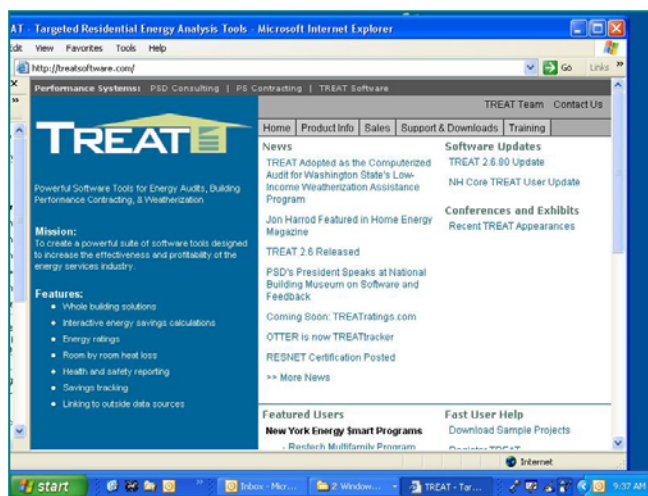 AT - Targeted Residential Energy Analysis Tools - Microsoft Internet Explorer
View Favorites Tools Help
http://treatsoftware.com/
Go
Links
Performance Systems: PSD Consulting | PS Contracting | TREAT Software
TREAT Team Contact Us
TREAT
Home Product Info Sales Support & Downloads Training
Powerful Software Tools for Energy Audits, Building
Performance Contracting, & Weatherization
Mission:
To create a powerful suite of software tools designed
to increase the effectiveness and profitability of the
energy services industry.
Features:
Whole building solutions
Interactive energy savings calculations
Energy ratings
Room by room heat loss
Health and safety reporting
Savings tracking
Linking to outside data sources
News
TREAT Adopted as the Computerized
Audit for Washington State's Low-
Income Weatherization Assistance
Program
Jon Harrod Featured in Home Energy
Magazine
TREAT 2.6 Released
PSD's President Speaks at National
Building Museum on Software and
Feedback
Coming Soon: TREATratings.com
OTTER is now TREATtracker
RESNET Certification Posted
>> More News
Software Updates
TREAT 2.6.80 Update
NH Core TREAT User Update
Conferences and Exhibits
Recent TREAT Appearances
Featured Users
New York Energy $mart Programs
- Restech Multifamily Program
Fast User Help
Download Sample Projects
Register TREAT
Internet
start
Inbox - Micr...
2 Window...
TREAT - Tar...
9:37 AM